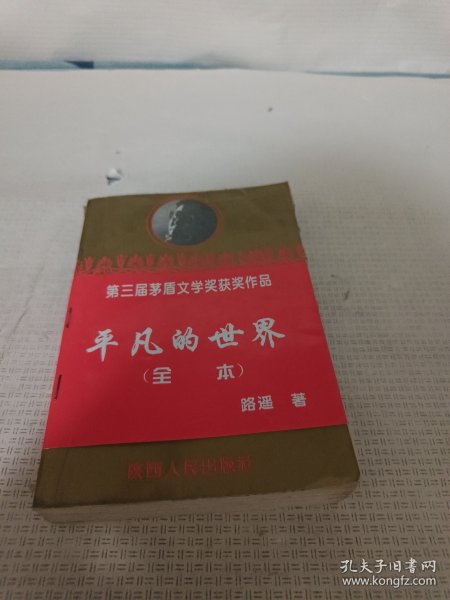 第三届茅盾文学奖获奖作品
平凡的世界
（全 本）
路遥 著
陕西人民出版社
孔夫子旧书网
www.kongfz.com